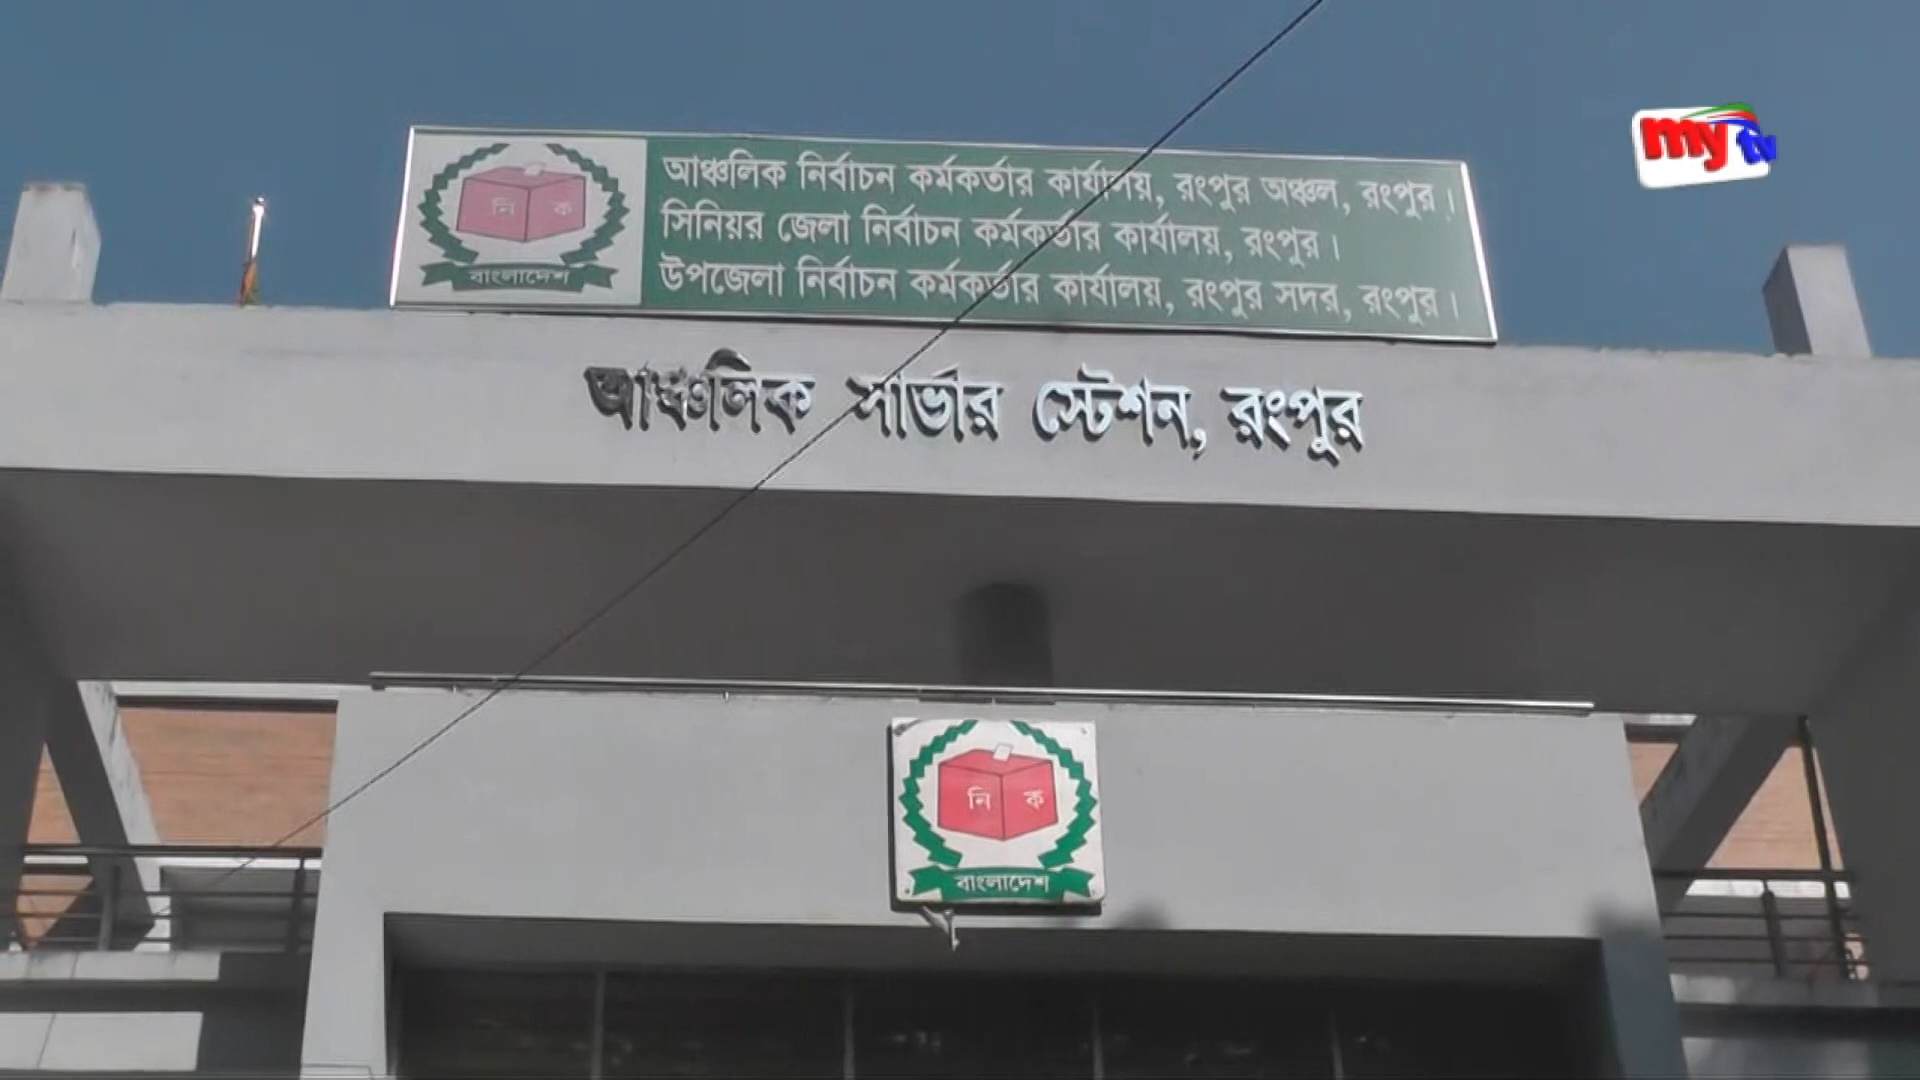 my tv
আঞ্চলিক নির্বাচন কর্মকর্তার কার্যালয়, রংপুর অঞ্চল, রংপুর।
সিনিয়র জেলা নির্বাচন কর্মকর্তার কার্যালয়, রংপুর।
উপজেলা নির্বাচন কর্মকর্তার কার্যালয়, রংপুর সদর, রংপুর।
নি ক
বাংলাদেশ
আঞ্চলিক সার্ভার স্টেশন, রংপুর
নি ক
বাংলাদেশ